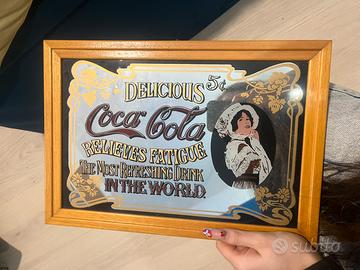 DELICIOUS 5¢
Coca-Cola
RELIEVES FATIGUE
THE MOST REFRESHING DRINK
IN THE WORLD.
subito